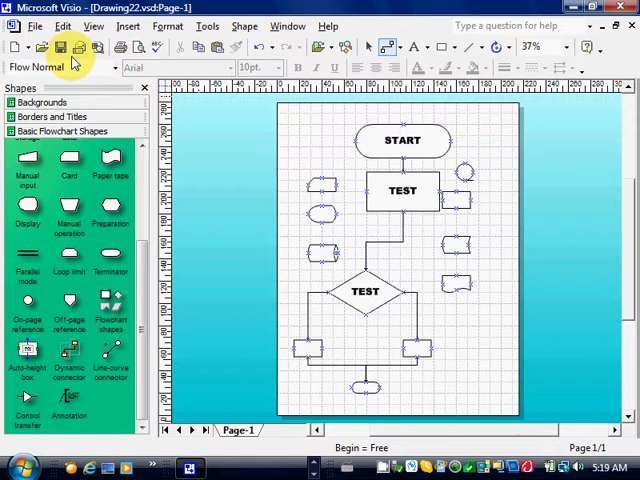 Microsoft Visio - [Drawing22.vsd:Page-1]
File Edit View Insert Format Tools Shape Window Help
Type a question for help
37%
Flow Normal Arial 10pt.
Shapes
Backgrounds
Borders and Titles
Basic Flowchart Shapes
Manual input
Card
Paper tape
Display
Manual operation
Preparation
Parallel mode
Loop limit
Terminator
On-page reference
Off-page reference
Flowchart shapes
Auto-height box
Dynamic connector
Line-curve connector
Control transfer
Annotation
START
TEST
TEST
Page-1
Begin = Free
Page 1/1
5:19 AM